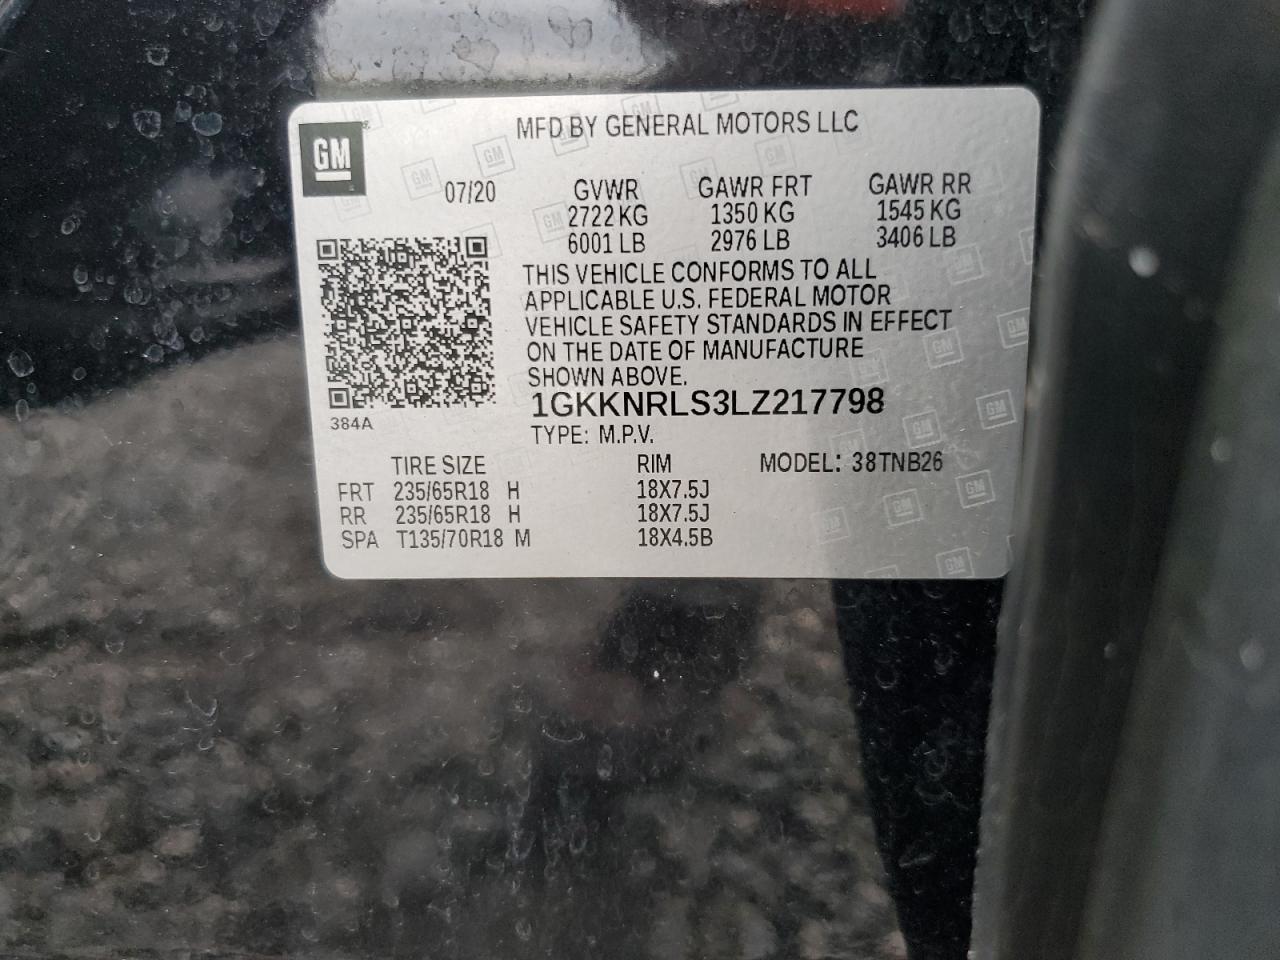 MFD BY GENERAL MOTORS LLC
GM
07/20 GVWR GAWR FRT GAWR RR
2722 KG 1350 KG 1545 KG
6001 LB 2976 LB 3406 LB
THIS VEHICLE CONFORMS TO ALL
APPLICABLE U.S. FEDERAL MOTOR
VEHICLE SAFETY STANDARDS IN EFFECT
ON THE DATE OF MANUFACTURE
SHOWN ABOVE.
384A
1GKKNRLS3LZ217798
TYPE: M.P.V.
TIRE SIZE RIM MODEL: 38TNB26
FRT 235/65R18 H 18X7.5J
RR 235/65R18 H 18X7.5J
SPA T135/70R18 M 18X4.5B